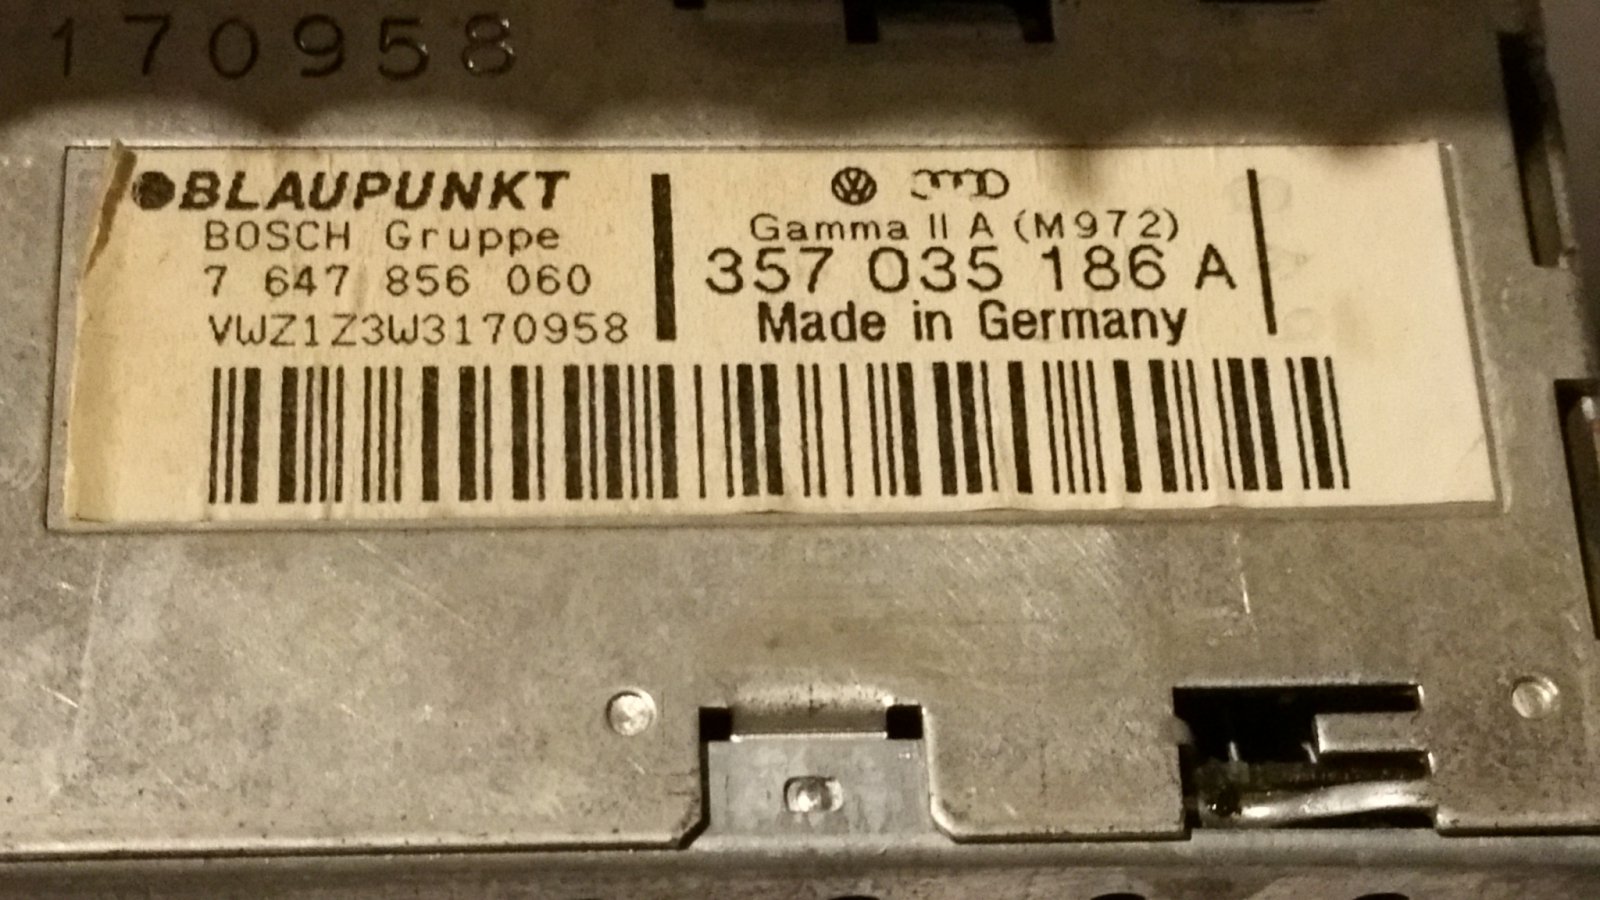 170958
BLAUPUNKT
BOSCH Gruppe
7 647 856 060
VWZ1Z3W3170958
Gamma II A (M972)
357 035 186 A
Made in Germany